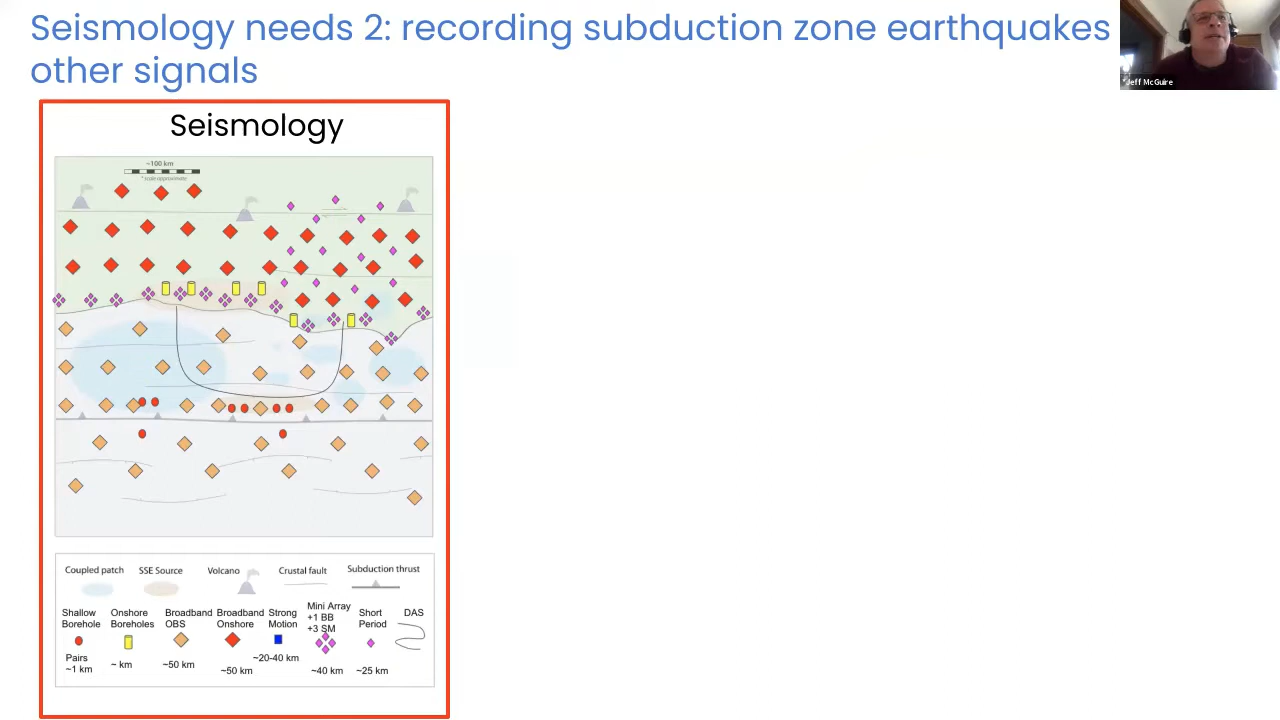 Seismology needs 2: recording subduction zone earthquakes
other signals
Jeff McGuire
Seismology
~100 km
* scale approximate
Coupled patch SSE Source Volcano Crustal fault Subduction thrust
Shallow Borehole
Onshore Boreholes
Broadband OBS
Broadband Onshore
Strong Motion
Mini Array +1 BB +3 SM
Short Period
DAS
Pairs ~1 km
~ km
~50 km
~50 km
~20-40 km
~40 km
~25 km